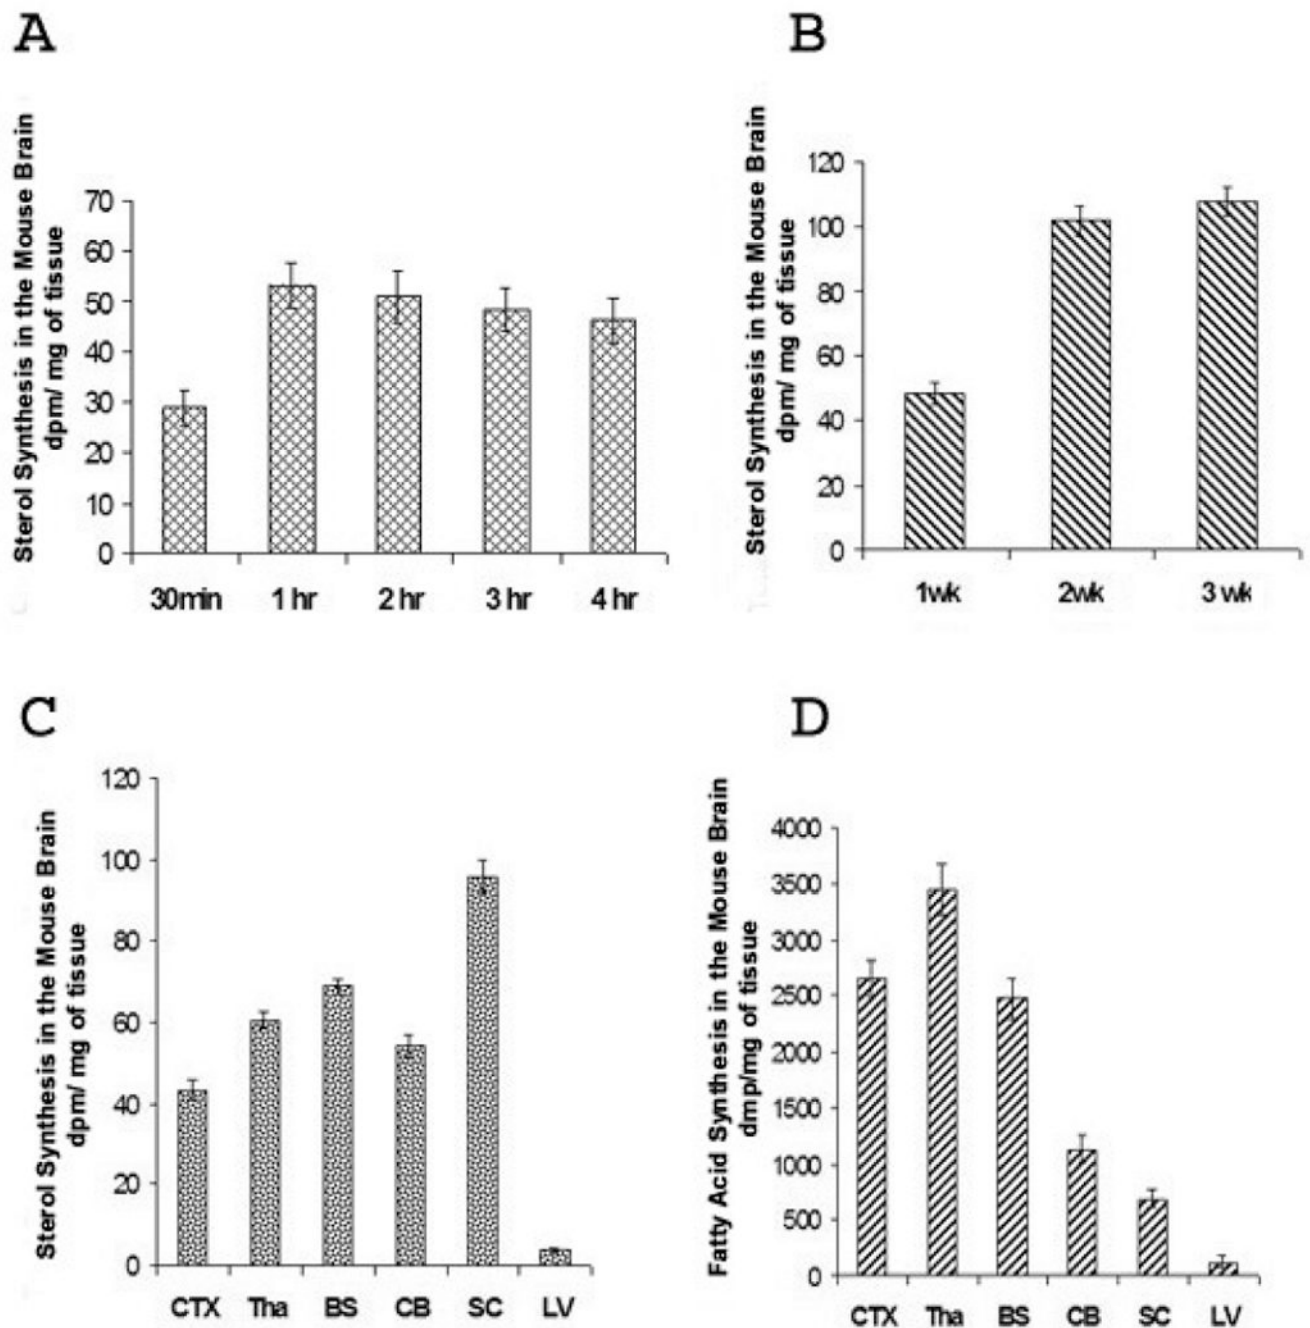 A
Sterol Synthesis in the Mouse Brain
dpm/ mg of tissue
70
60
50
40
30
20
10
0
30min 1 hr 2 hr 3 hr 4 hr
B
Sterol Synthesis in the Mouse Brain
dpm/ mg of tissue
120
100
80
60
40
20
0
1wk 2wk 3 wk
C
Sterol Synthesis in the Mouse Brain
dpm/ mg of tissue
120
100
80
60
40
20
0
CTX Tha BS CB SC LV
D
Fatty Acid Synthesis in the Mouse Brain
dmp/mg of tissue
4000
3500
3000
2500
2000
1500
1000
500
0
CTX Tha BS CB SC LV